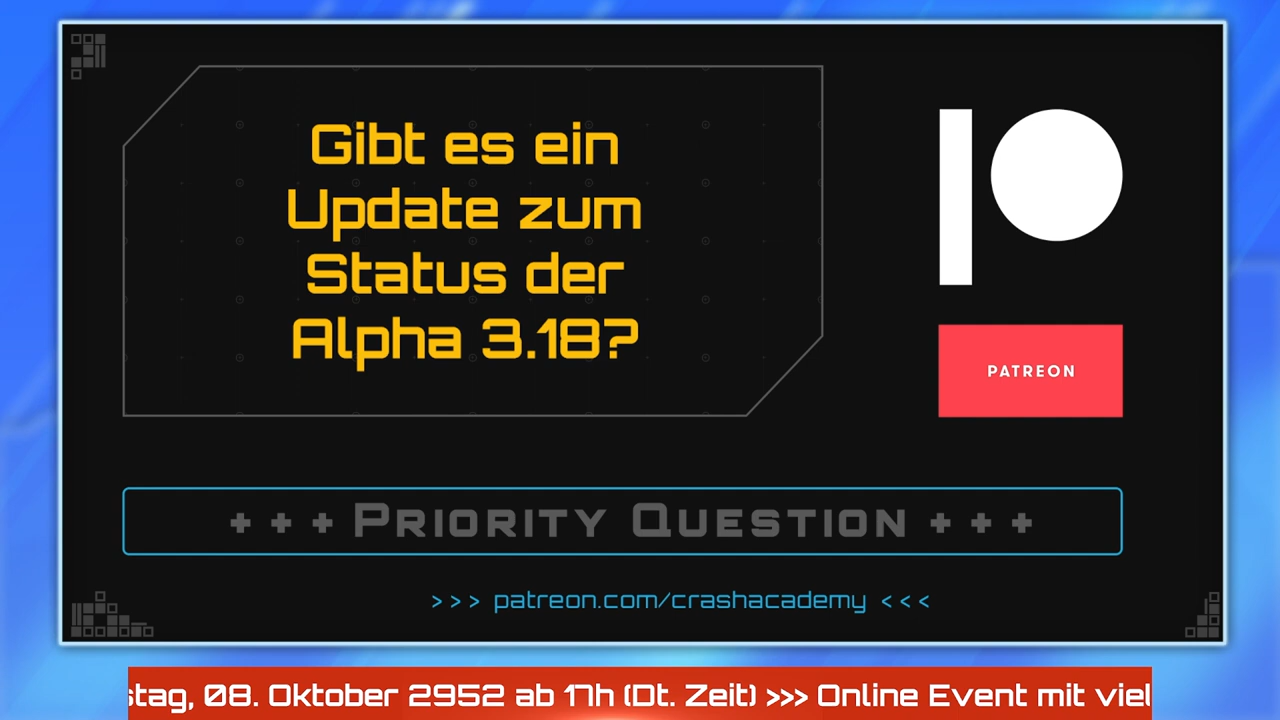 Gibt es ein
Update zum
Status der
Alpha 3.18?
PATREON
+ + + PRIORITY QUESTION + + +
>>> patreon.com/crashacademy <<<
stag, 08. Oktober 2952 ab 17h (Dt. Zeit) >>> Online Event mit viel